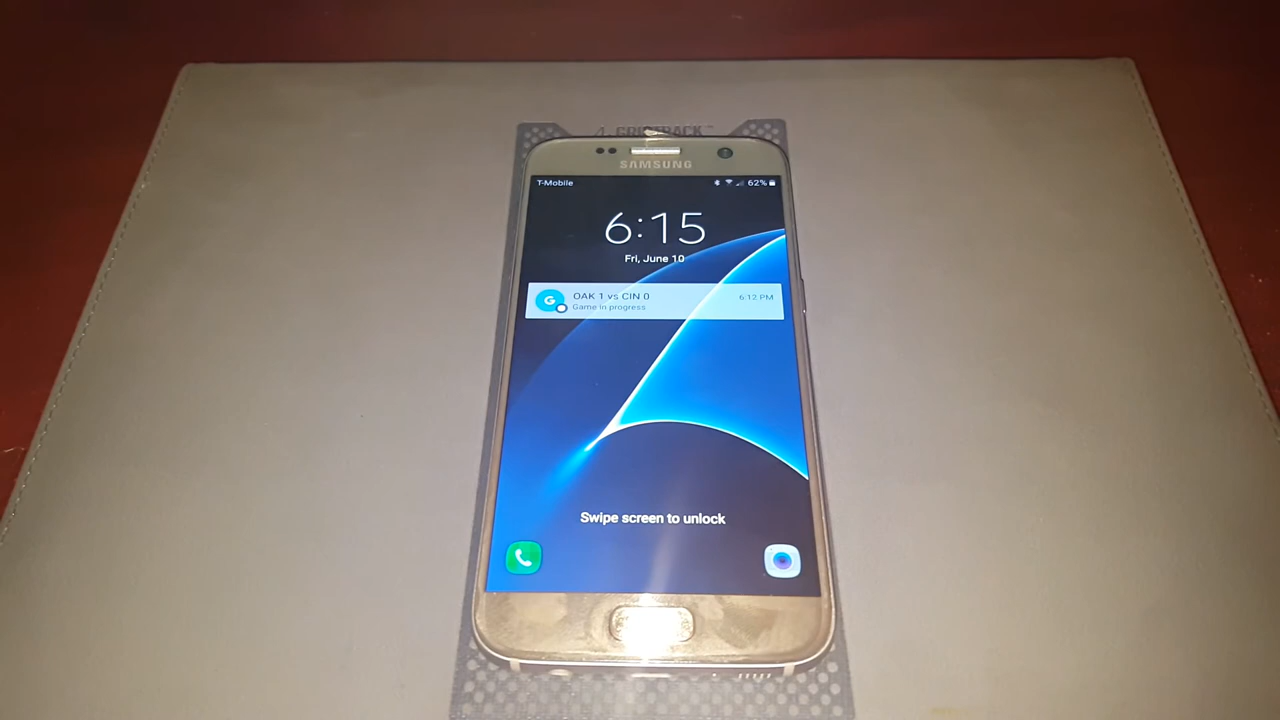 SAMSUNG
T-Mobile 62%
6:15
Fri, June 10
G OAK 1 vs CIN 0 6:12 PM
Game in progress
Swipe screen to unlock